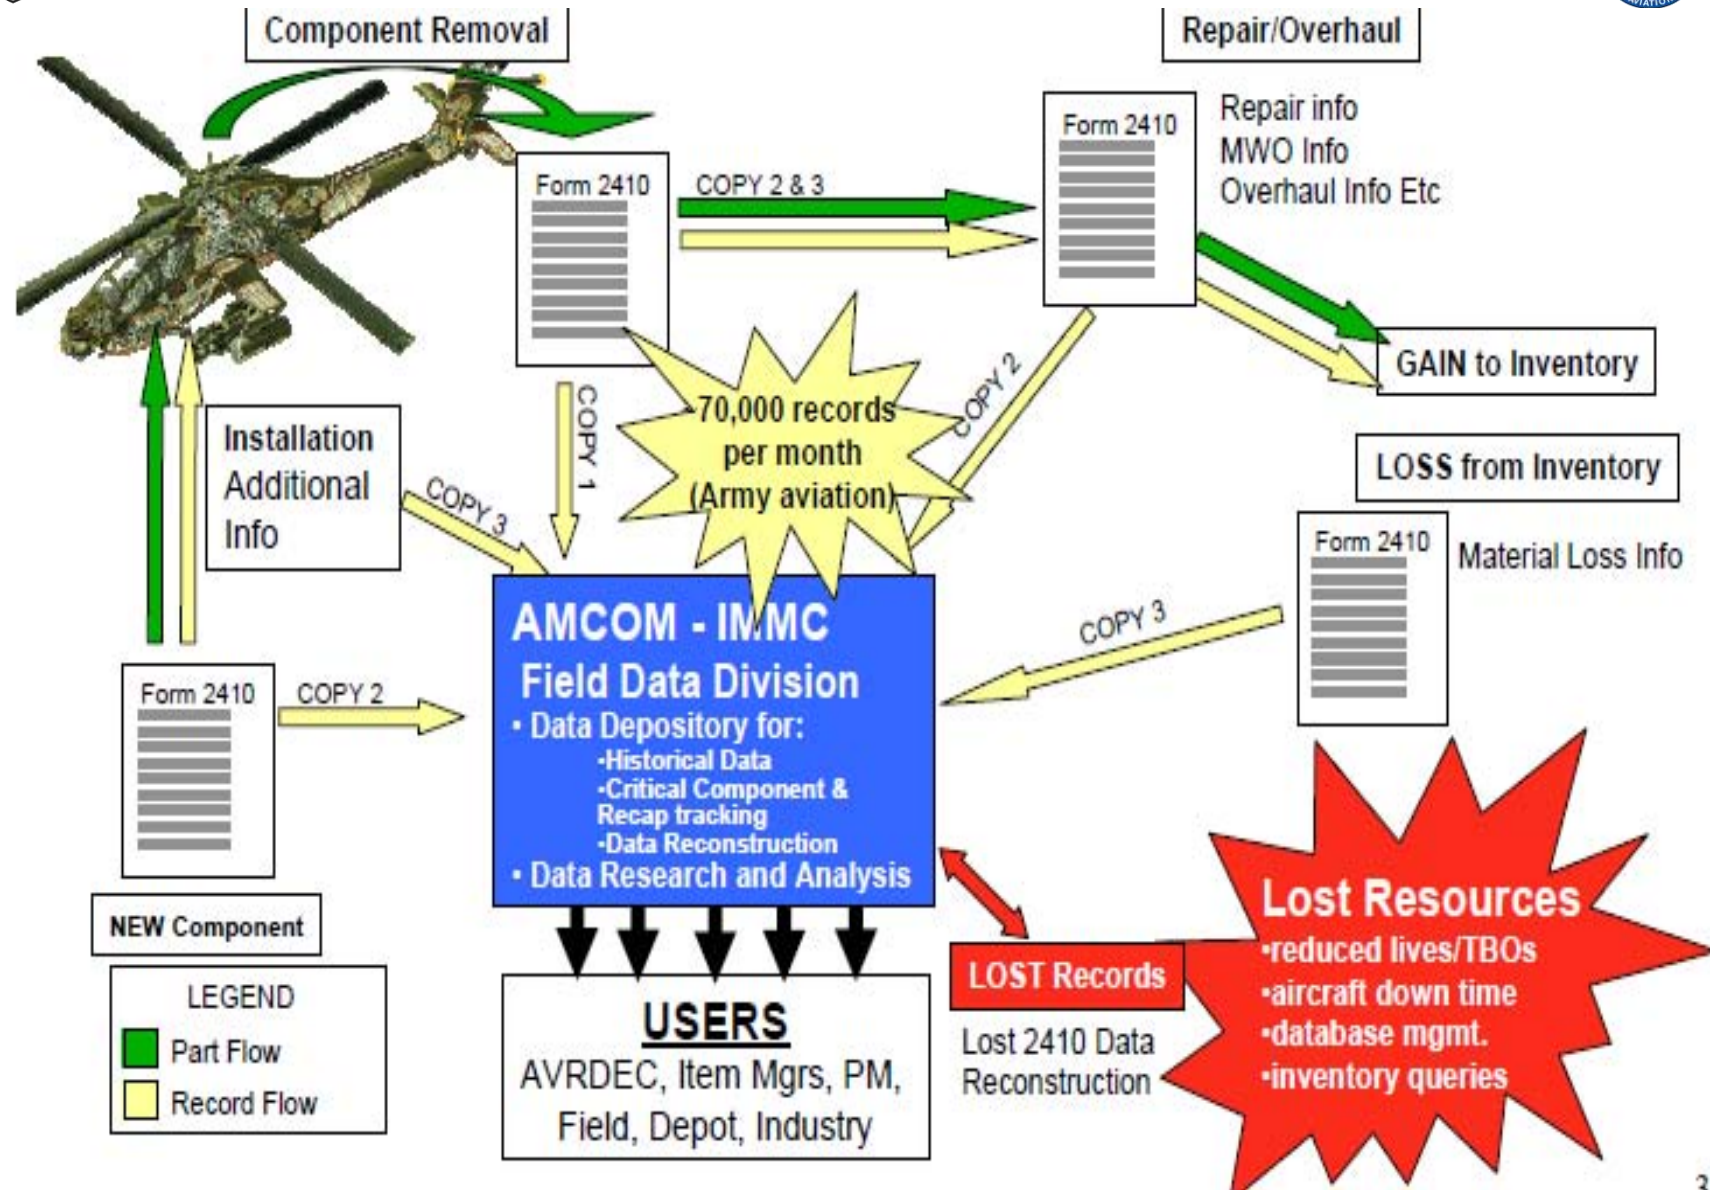 AVIATION
Component Removal
Repair/Overhaul
Form 2410
COPY 2 & 3
Form 2410
Repair info
MWO Info
Overhaul Info Etc
GAIN to Inventory
COPY 1
70,000 records
per month
(Army aviation)
COPY 2
Installation
Additional
Info
COPY 3
LOSS from Inventory
Form 2410
Material Loss Info
COPY 3
Form 2410
COPY 2
NEW Component
AMCOM - IMMC
Field Data Division
• Data Depository for:
•Historical Data
•Critical Component &
Recap tracking
•Data Reconstruction
• Data Research and Analysis
LEGEND
Part Flow
Record Flow
USERS
AVRDEC, Item Mgrs, PM,
Field, Depot, Industry
LOST Records
Lost 2410 Data
Reconstruction
Lost Resources
•reduced lives/TBOs
•aircraft down time
•database mgmt.
•inventory queries
3